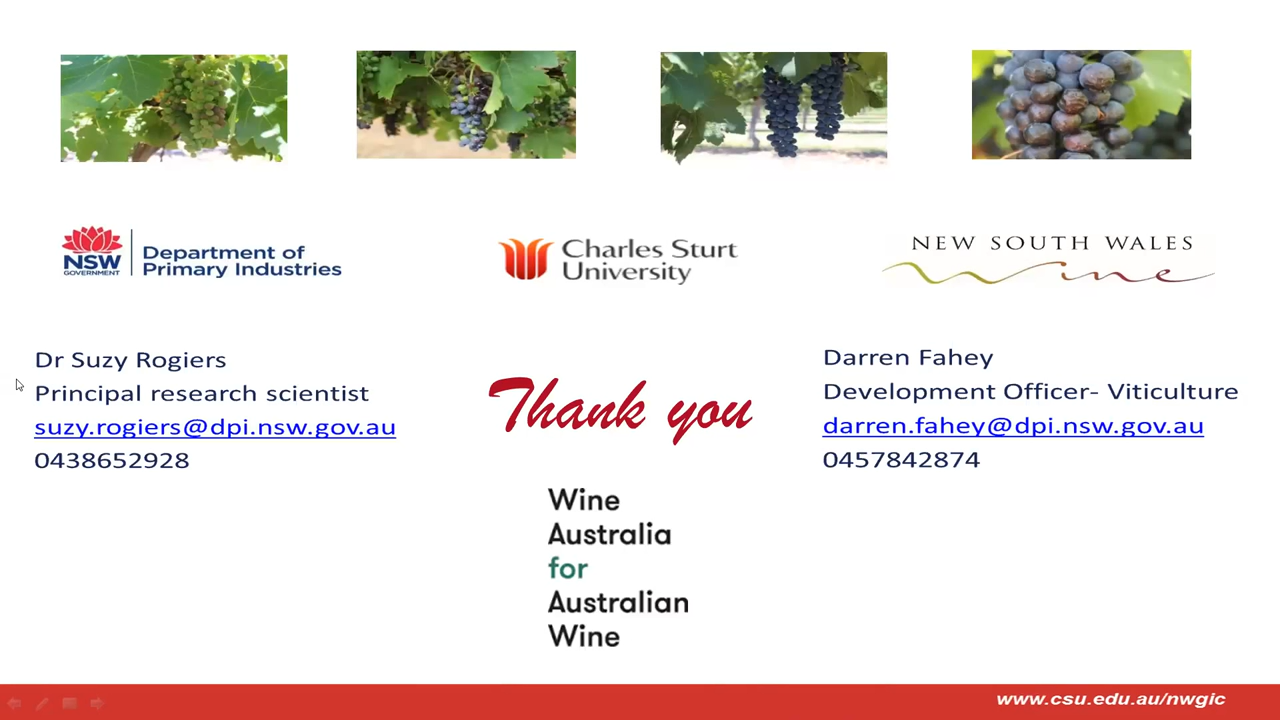 NSW
GOVERNMENT
Department of
Primary Industries
Charles Sturt
University
NEW SOUTH WALES
wine
Dr Suzy Rogiers
Principal research scientist
suzy.rogiers@dpi.nsw.gov.au
0438652928
Thank you
Darren Fahey
Development Officer- Viticulture
darren.fahey@dpi.nsw.gov.au
0457842874
Wine
Australia
for
Australian
Wine
www.csu.edu.au/nwgic